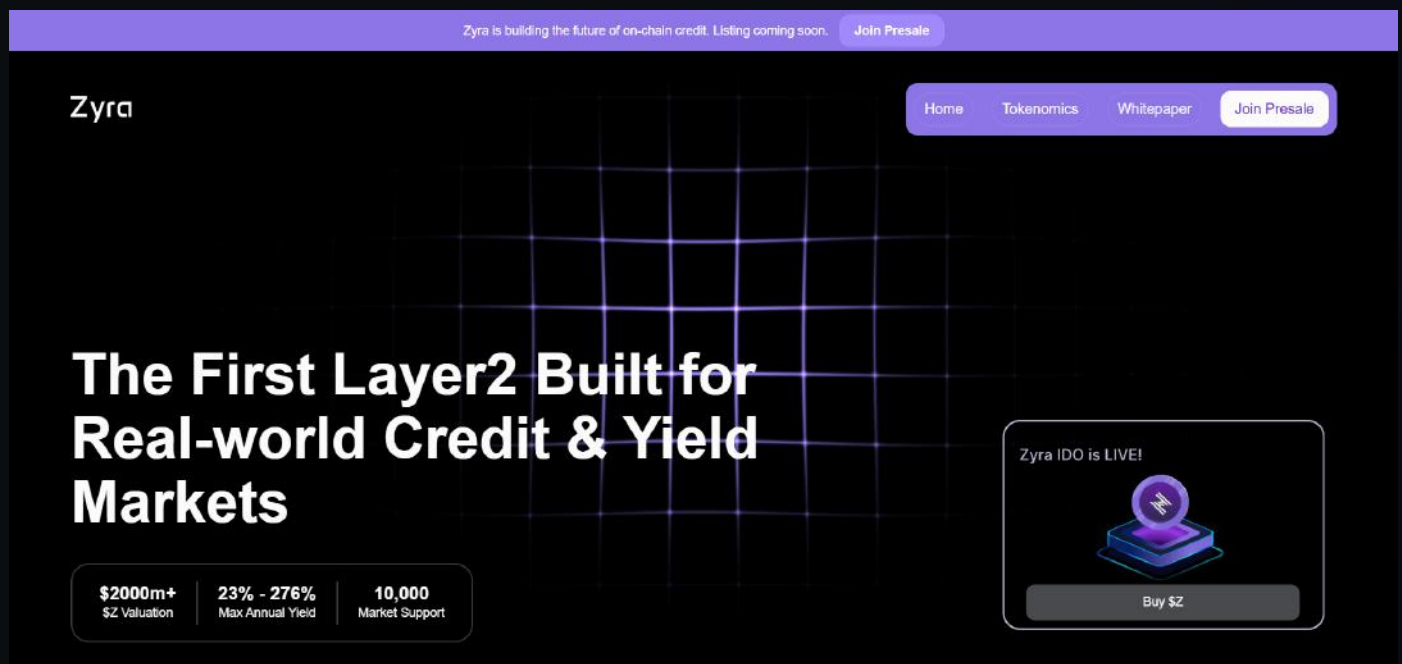 Zyra is building the future of on-chain credit. Listing coming soon. Join Presale
Zyra
Home Tokenomics Whitepaper Join Presale
The First Layer2 Built for
Real-world Credit & Yield
Markets
Zyra IDO is LIVE!
$2000m+ 23% - 276% 10,000
$Z Valuation Max Annual Yield Market Support
Buy $Z